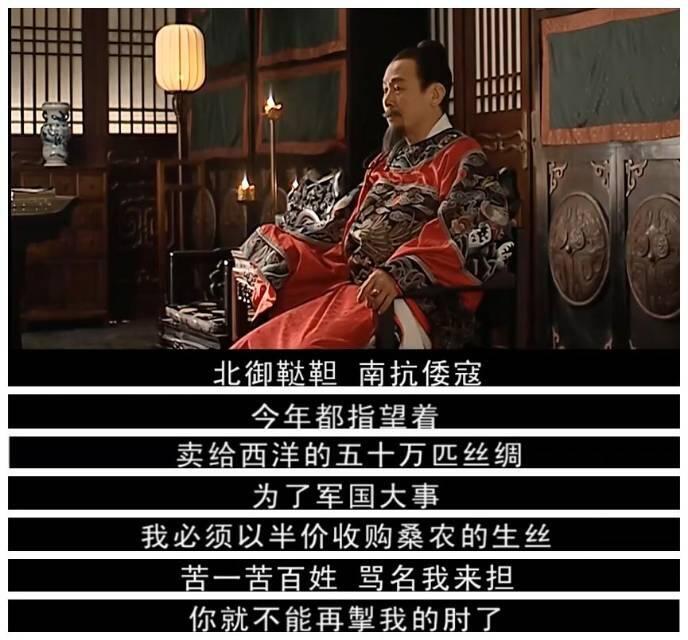 北御鞑靼 南抗倭寇
今年都指望着
卖给西洋的五十万匹丝绸
为了军国大事
我必须以半价收购桑农的生丝
苦一苦百姓 骂名我来担
你就不能再掣我的肘了